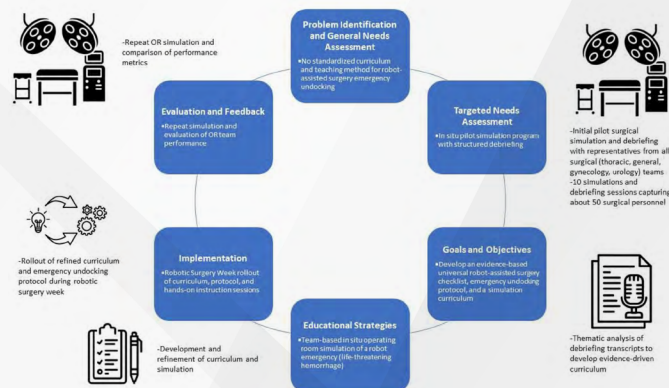 Problem Identification
and General Needs
Assessment
•No standardized curriculum
and teaching method for robot-
assisted surgery emergency
undocking
-Repeat OR simulation and
comparison of performance
metrics
Evaluation and Feedback
•Repeat simulation and
evaluation of OR team
performance
Targeted Needs
Assessment
•In situ pilot simulation program
with structured debriefing
-Initial pilot surgical
simulation and debriefing
with representatives from all
surgical (thoracic, general,
gynecology, urology) teams
-10 simulations and
debriefing sessions capturing
about 50 surgical personnel
-Rollout of refined curriculum
and emergency undocking
protocol during robotic
surgery week
Implementation
•Robotic Surgery Week rollout
of curriculum, protocol, and
hands-on instruction sessions
Goals and Objectives
•Develop an evidence-based
universal robot-assisted surgery
checklist, emergency undocking
protocol, and a simulation
curriculum
-Thematic analysis of
debriefing transcripts to
develop evidence-driven
curriculum
-Development and
refinement of curriculum and
simulation
Educational Strategies
•Team-based in situ operating
room simulation of a robot
emergency (life-threatening
hemorrhage)